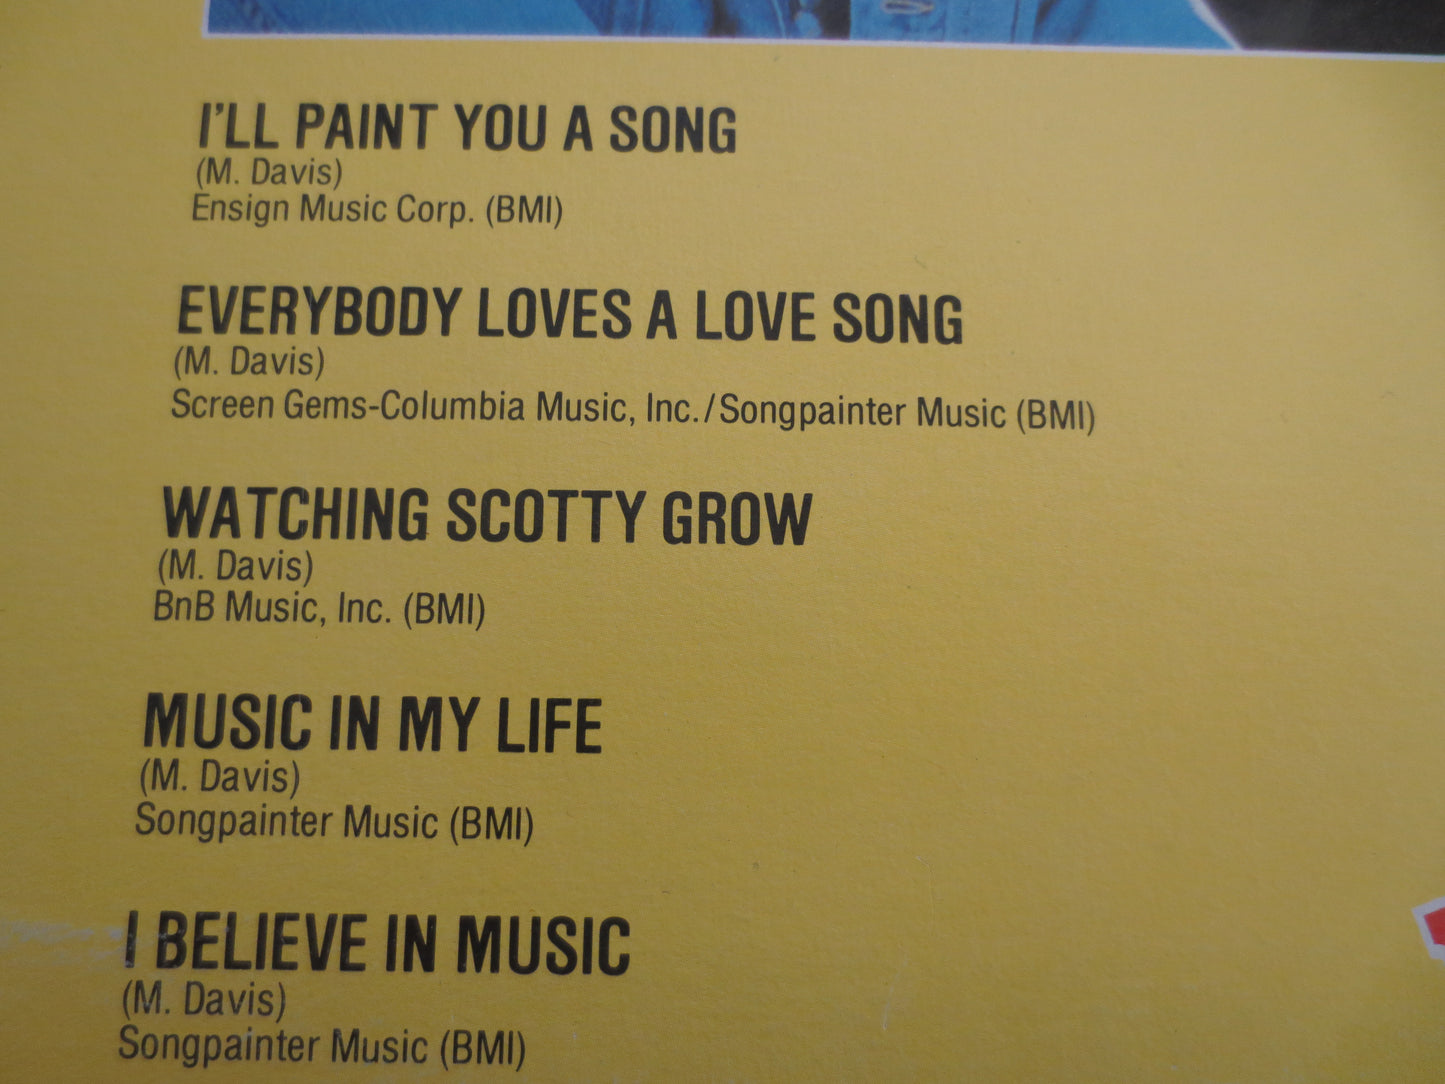 I'LL PAINT YOU A SONG
(M. Davis)
Ensign Music Corp. (BMI)
EVERYBODY LOVES A LOVE SONG
(M. Davis)
Screen Gems-Columbia Music, Inc./Songpainter Music (BMI)
WATCHING SCOTTY GROW
(M. Davis)
BnB Music, Inc. (BMI)
MUSIC IN MY LIFE
(M. Davis)
Songpainter Music (BMI)
I BELIEVE IN MUSIC
(M. Davis)
Songpainter Music (BMI)